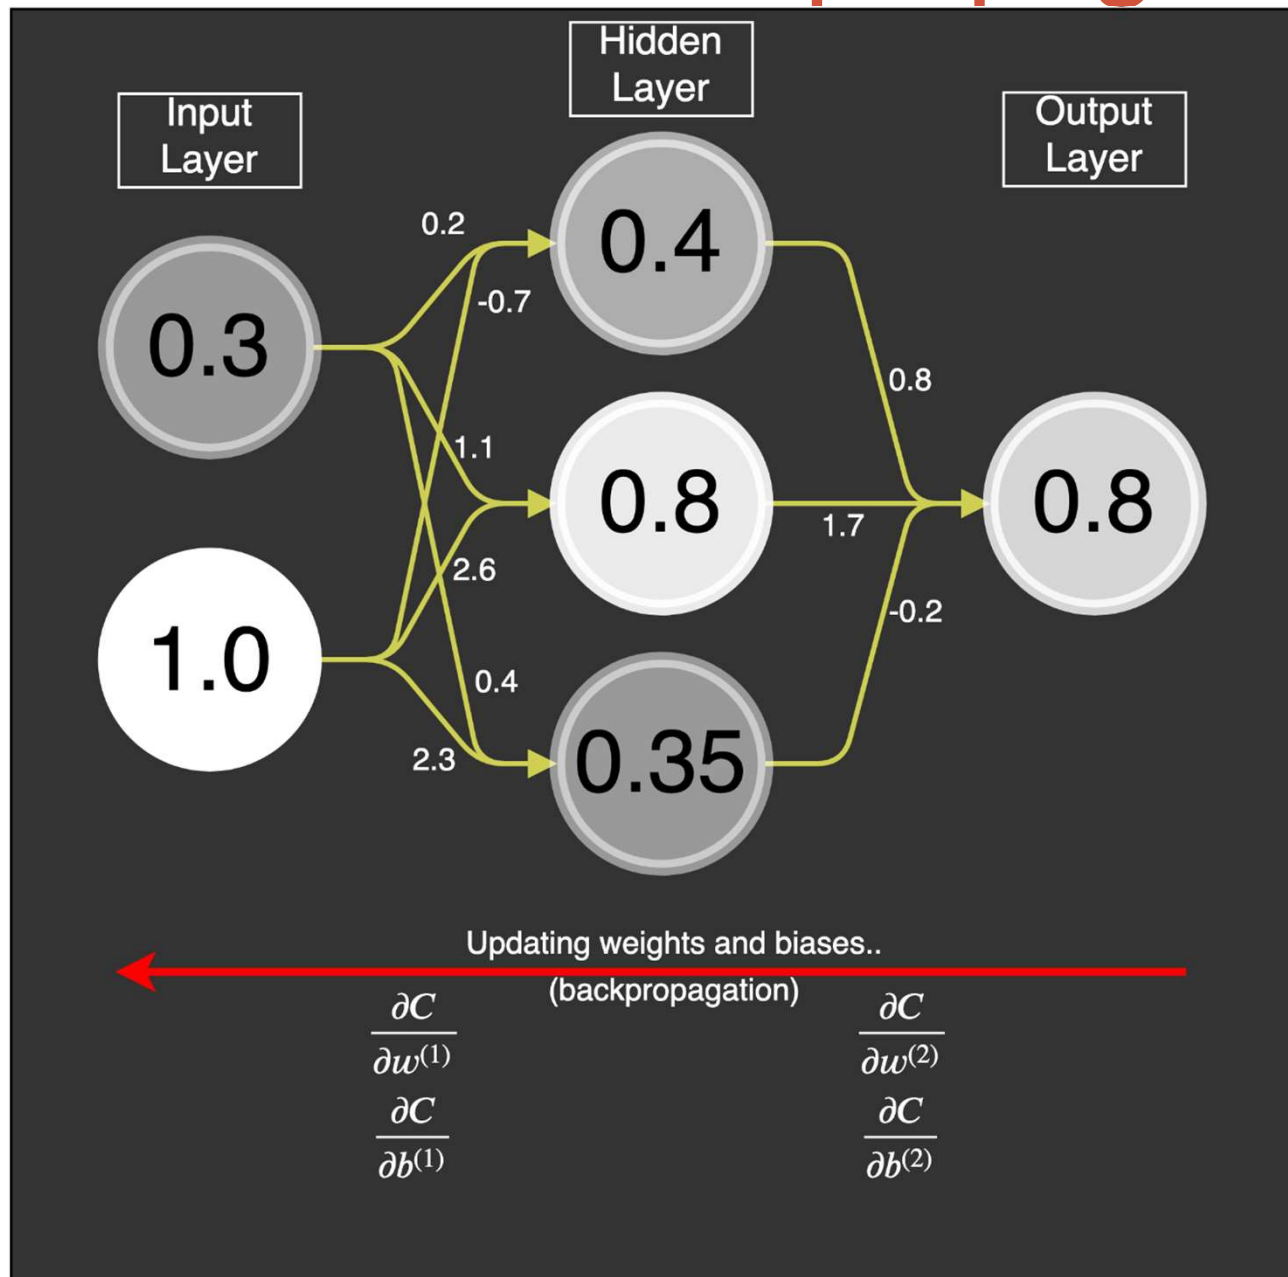 Hidden
Layer
Input
Layer
Output
Layer
0.2
0.4
-0.7
0.3
0.8
1.1
0.8
1.7
0.8
2.6
-0.2
1.0
0.4
2.3
0.35
Updating weights and biases..
(backpropagation)
∂C
∂w(1)
∂C
∂w(2)
∂C
∂b(1)
∂C
∂b(2)